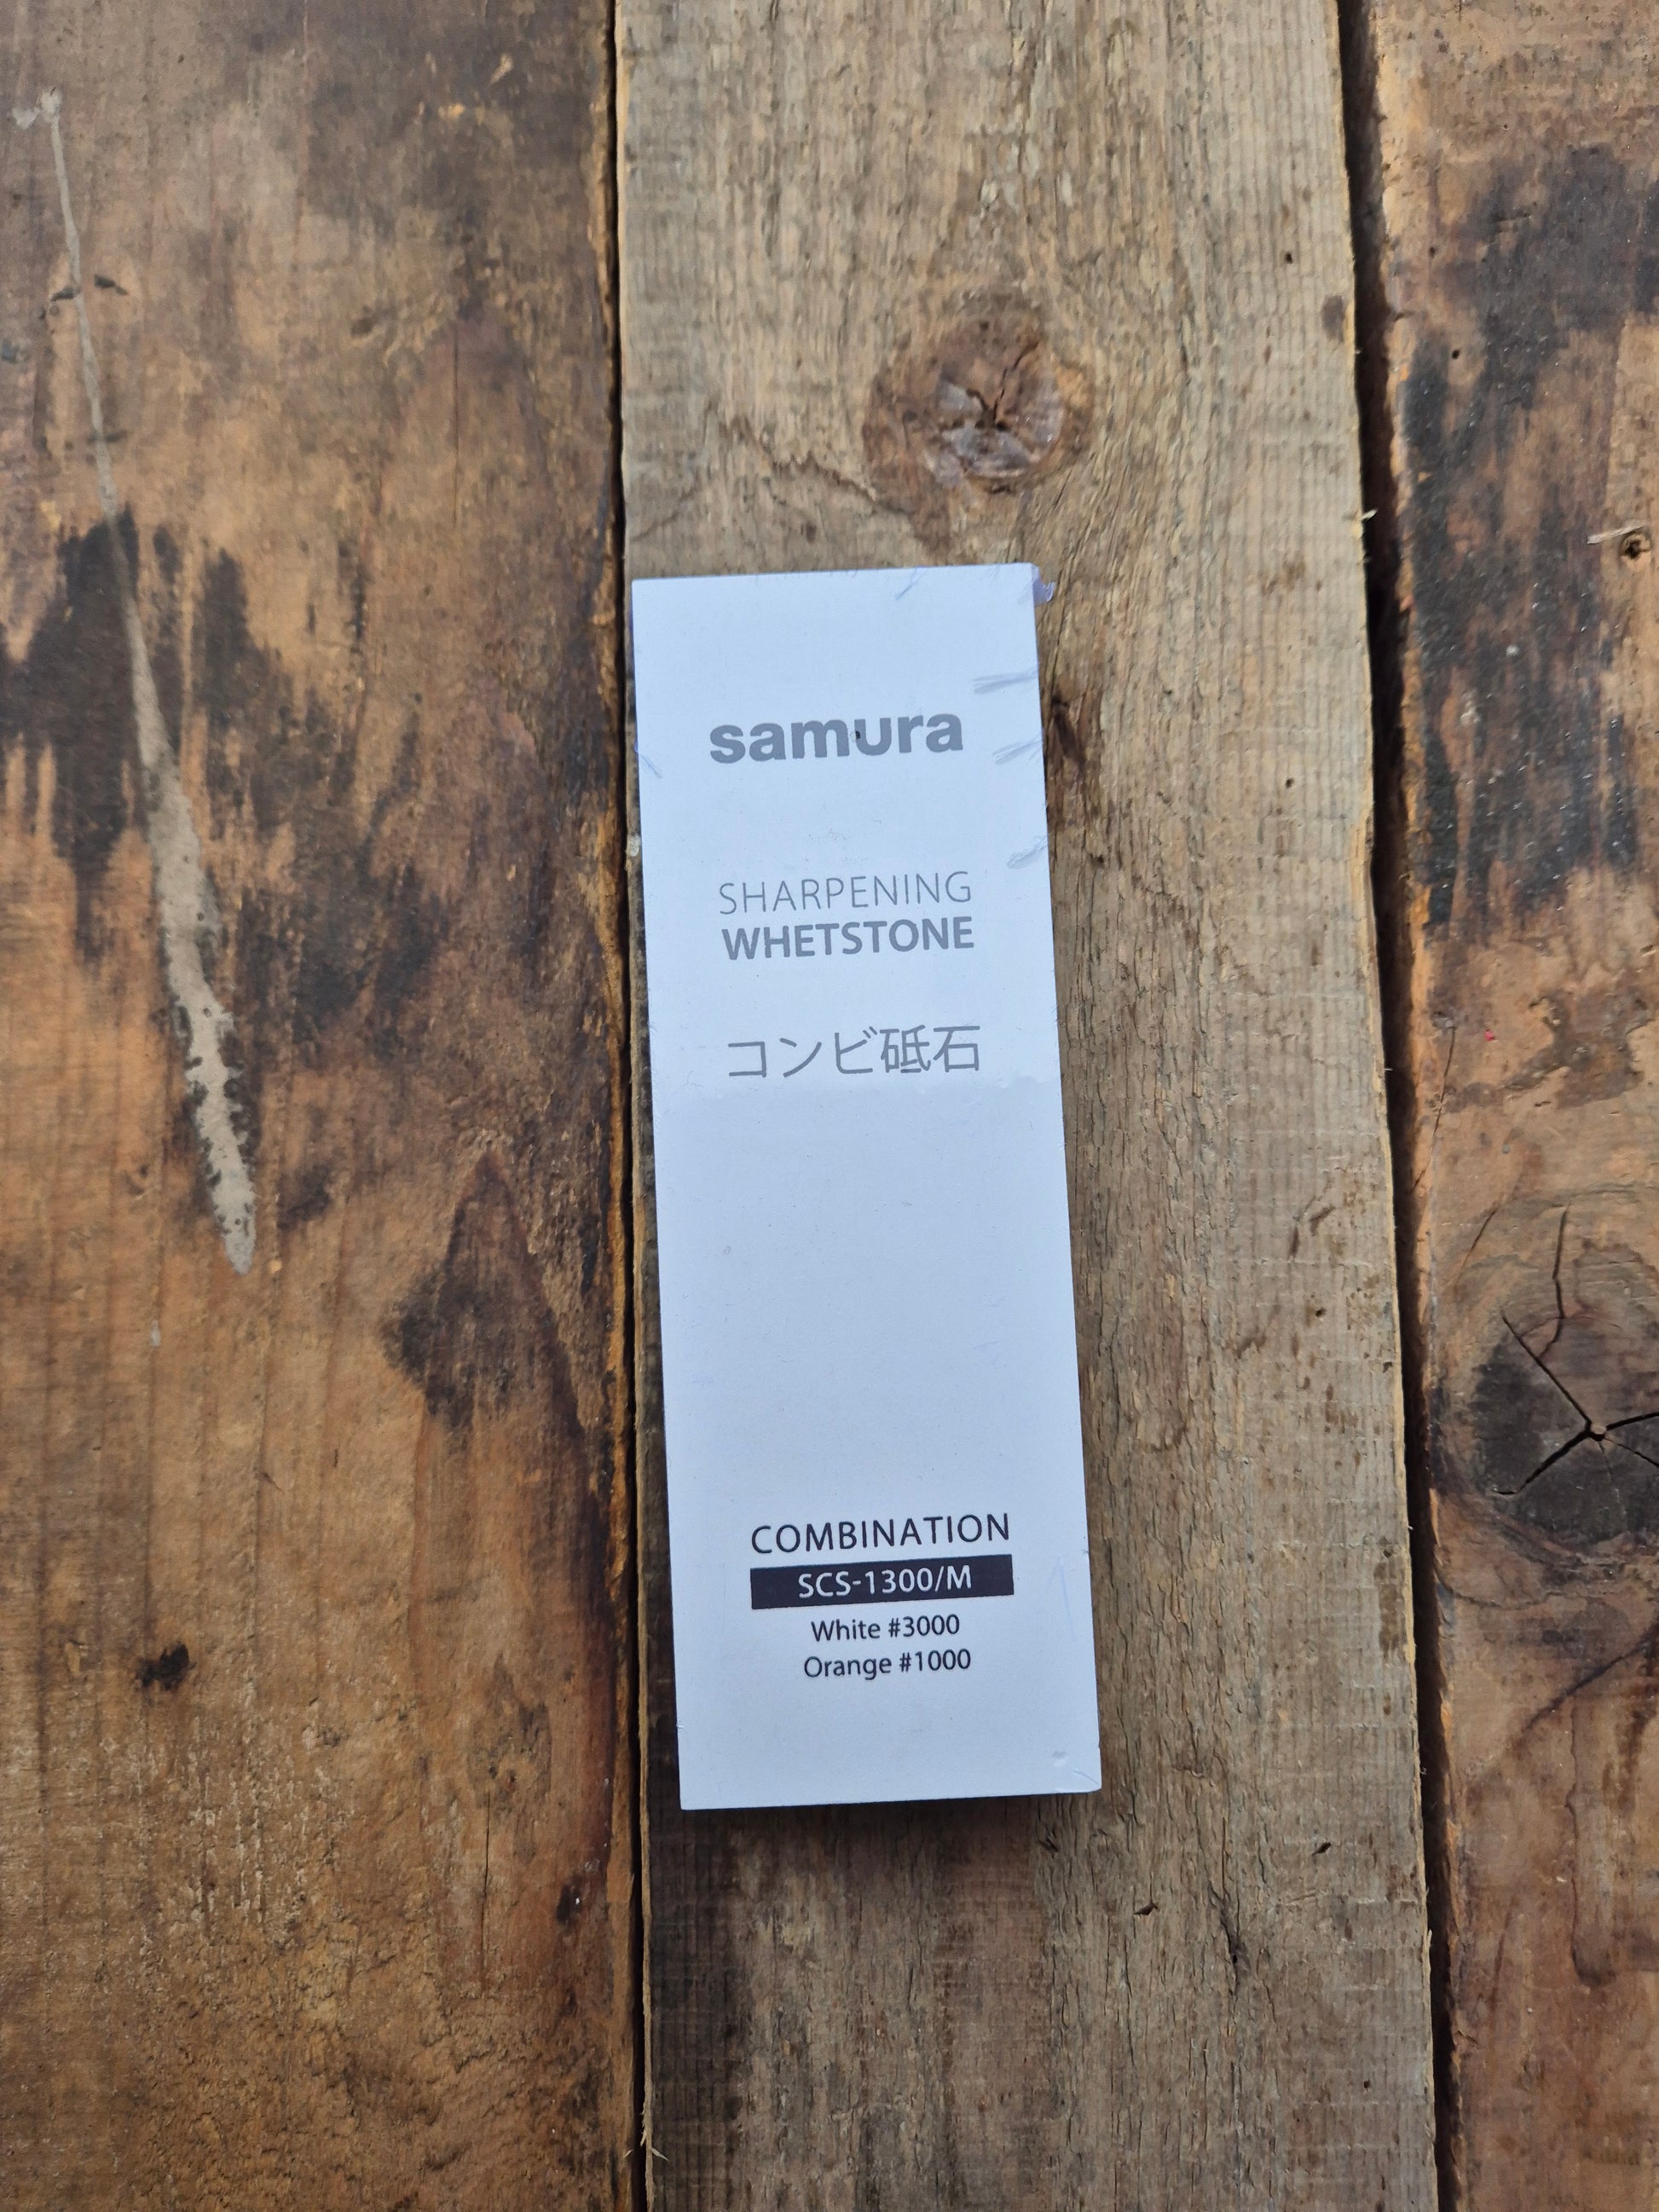 samura
SHARPENING
WHETSTONE
コンビ砥石
COMBINATION
SCS-1300/M
White #3000
Orange #1000